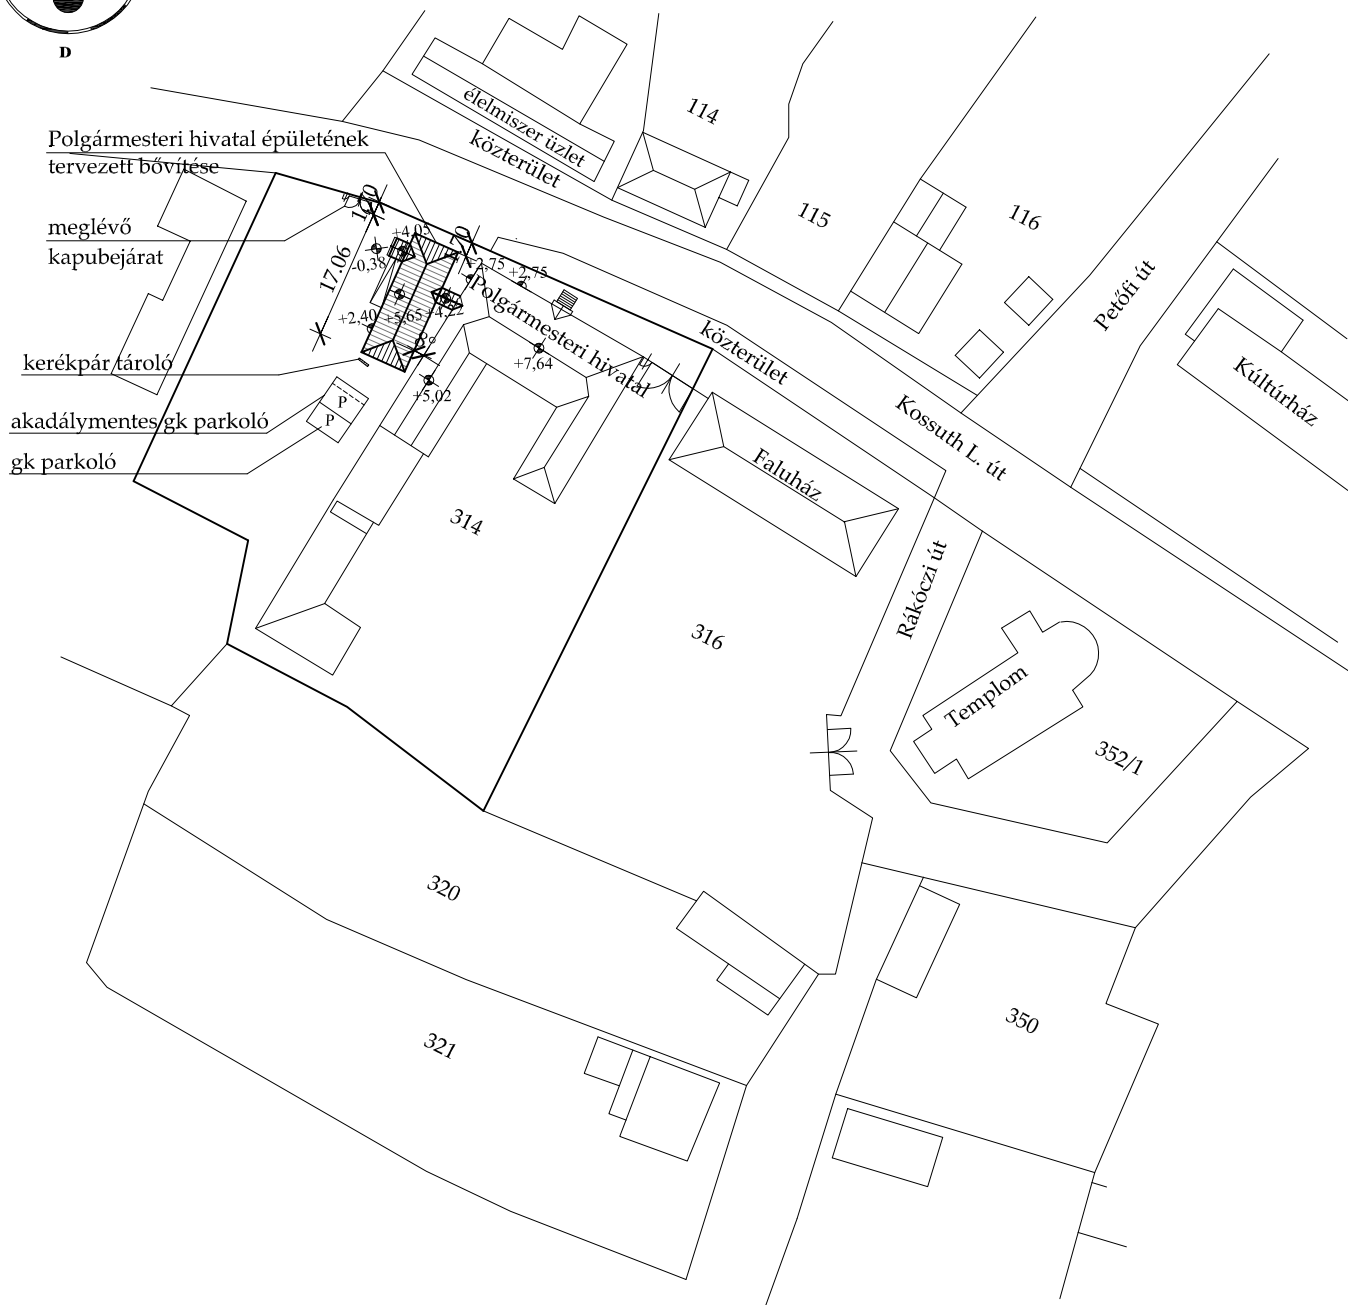 D
114
élelmiszer üzlet
közterület
Polgármesteri hivatal épületének
tervezett bővítése
115
116
meglévő
kapubejárat
+4,05
-0,38
17.06
+2,75
+2,75
Petőfi út
+2,40
+5,65
+4,22
Polgármesteri hivatal
+7,64
közterület
kerékpár tároló
+5,02
Kúltúrház
P
P
akadálymentes gk parkoló
gk parkoló
Kossuth L. út
Faluház
314
Rákóczi út
316
Templom
352/1
320
321
350